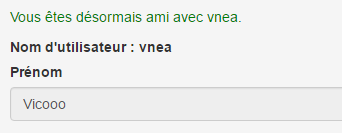 Vous êtes désormais ami avec vnea.
Nom d'utilisateur : vnea
Prénom
Vicooo